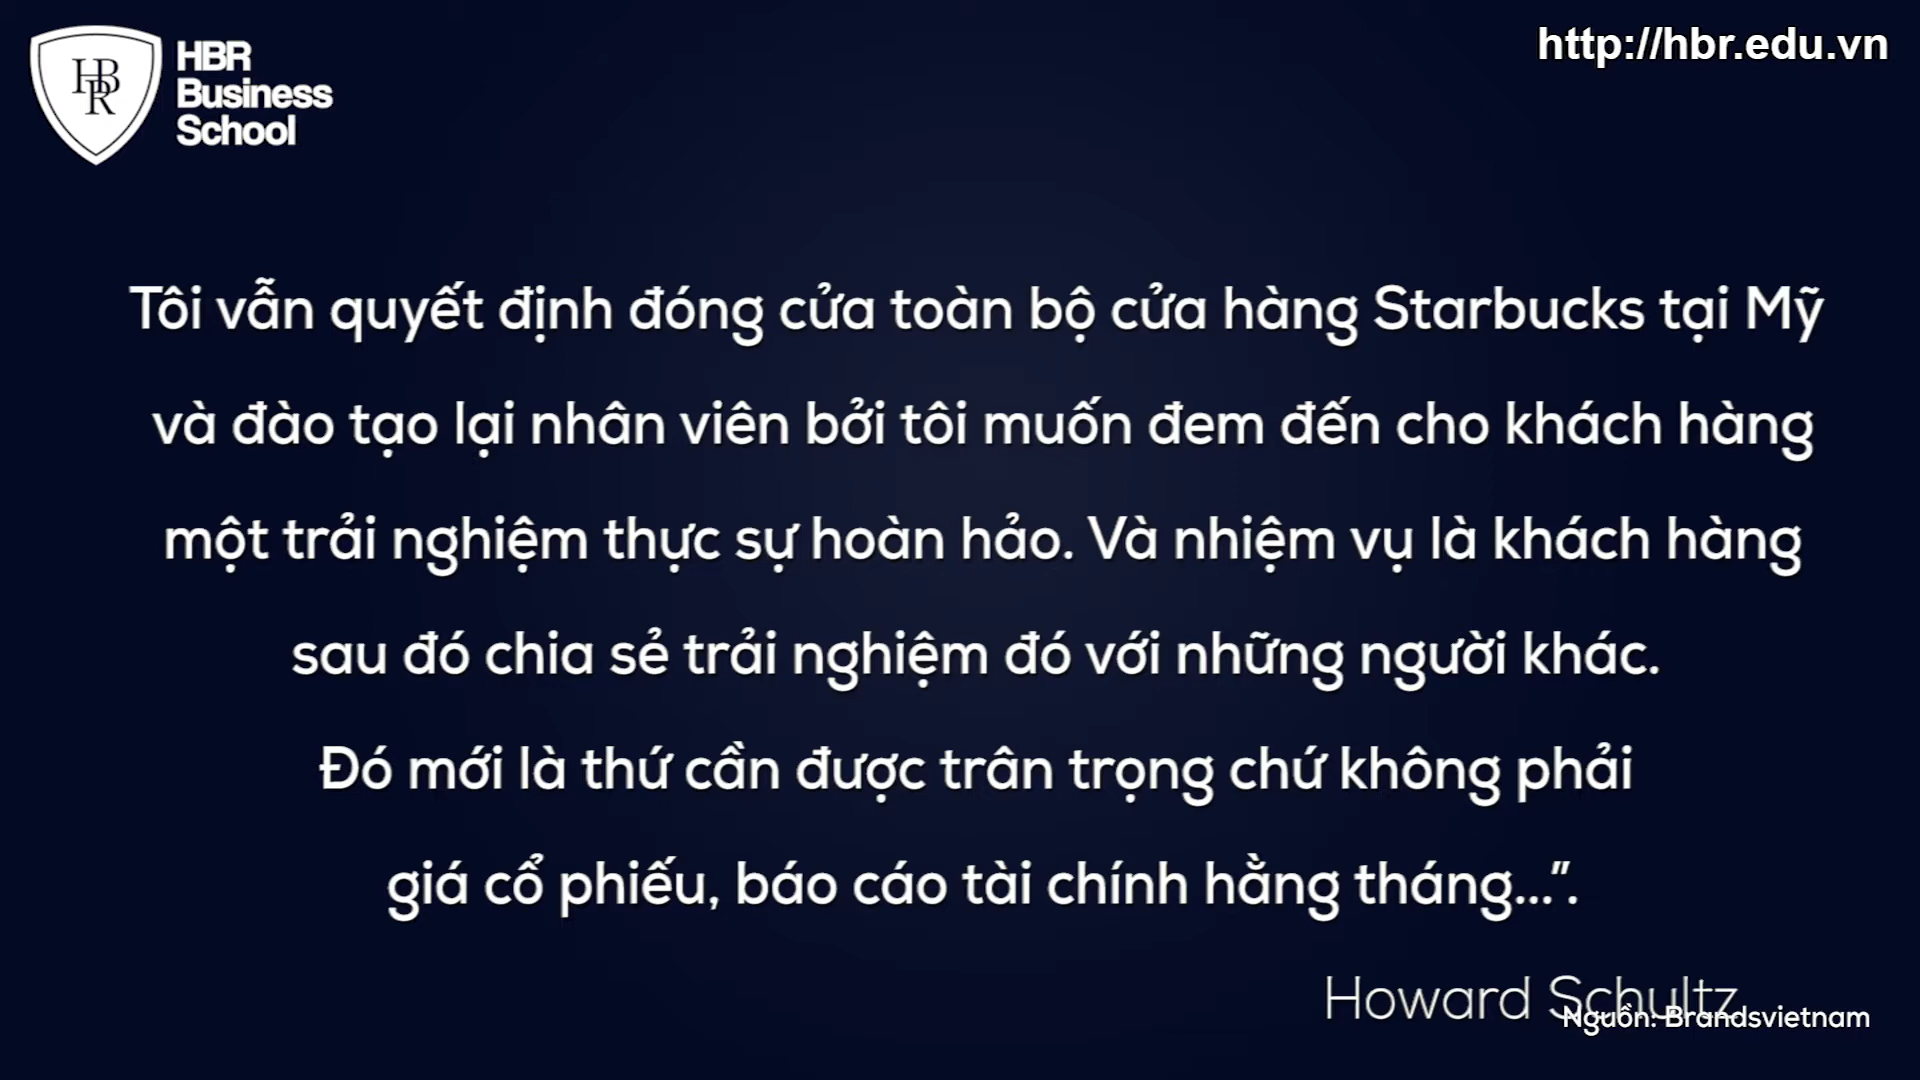 HBR
Business
School
http://hbr.edu.vn
Tôi vẫn quyết định đóng cửa toàn bộ cửa hàng Starbucks tại Mỹ
và đào tạo lại nhân viên bởi tôi muốn đem đến cho khách hàng
một trải nghiệm thực sự hoàn hảo. Và nhiệm vụ là khách hàng
sau đó chia sẻ trải nghiệm đó với những người khác.
Đó mới là thứ cần được trân trọng chứ không phải
giá cổ phiếu, báo cáo tài chính hằng tháng...”.
Howard Schultz
Nguồn: Brandsvietnam